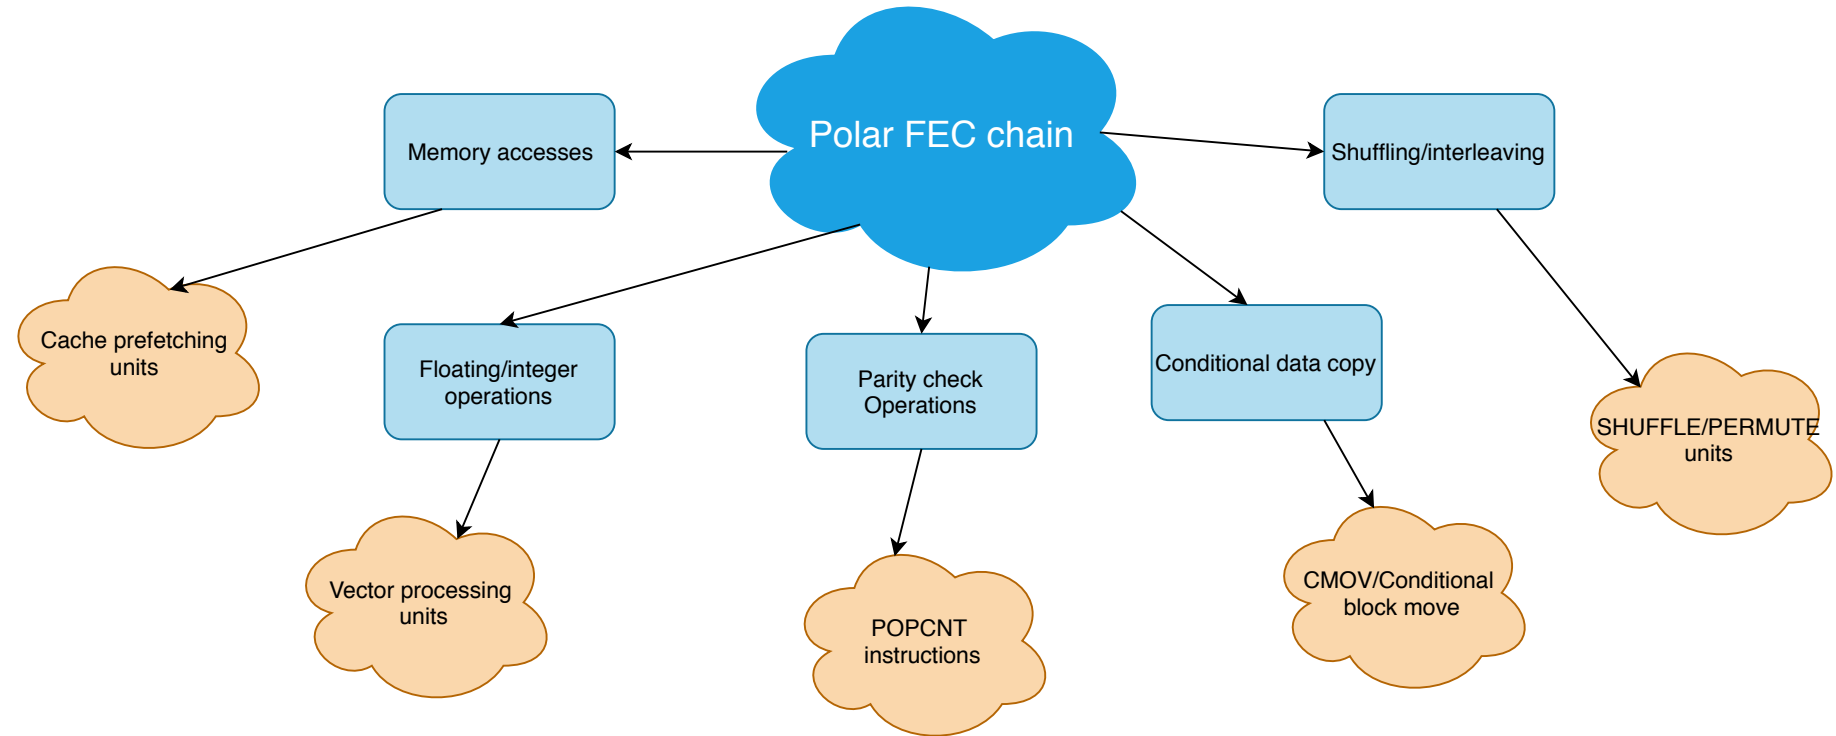 Polar FEC chain
Memory accesses
Shuffling/interleaving
Cache prefetching
units
Floating/integer
operations
Parity check
Operations
Conditional data copy
SHUFFLE/PERMUTE
units
Vector processing
units
POPCNT
instructions
CMOV/Conditional
block move